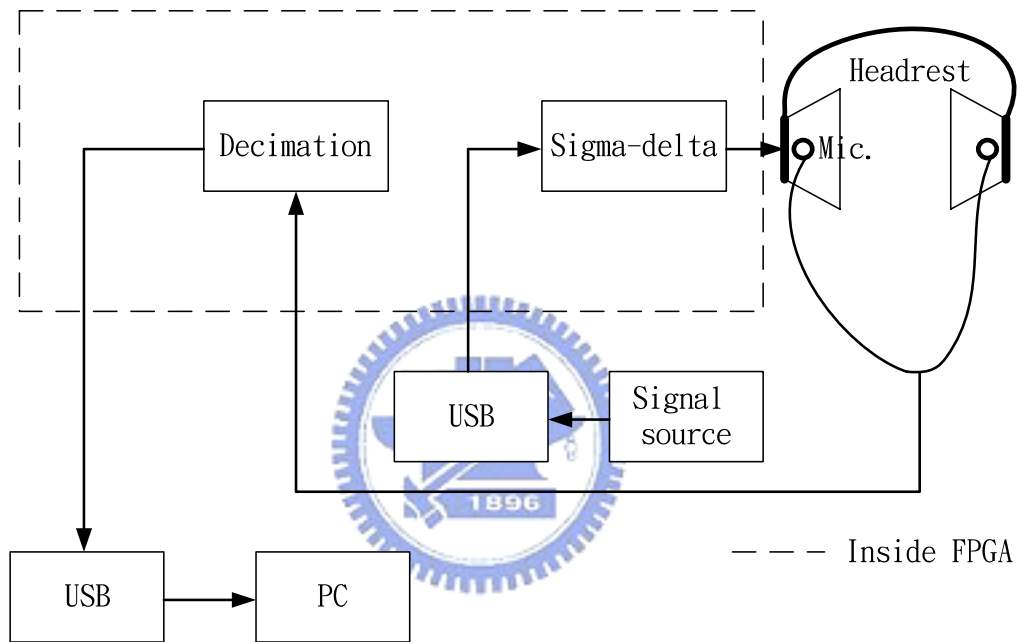 Headrest
Decimation
Sigma-delta
Mic.
USB
Signal
source
1896
Inside FPGA
USB
PC